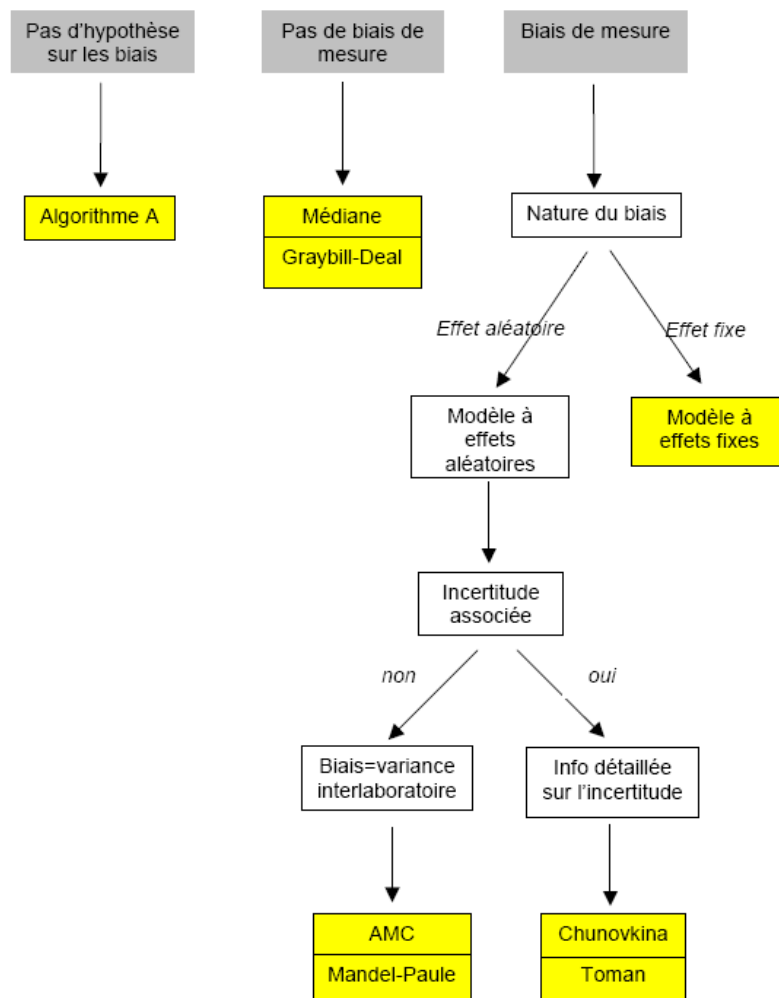 Pas d'hypothèse
sur les biais
Pas de biais de
mesure
Biais de mesure
Algorithme A
Médiane
Graybill-Deal
Nature du biais
Effet aléatoire
Effet fixe
Modèle à
effets
aléatoires
Modèle à
effets fixes
Incertitude
associée
non
oui
Biais=variance
interlaboratoire
Info détaillée
sur l'incertitude
AMC
Mandel-Paule
Chunovkina
Toman